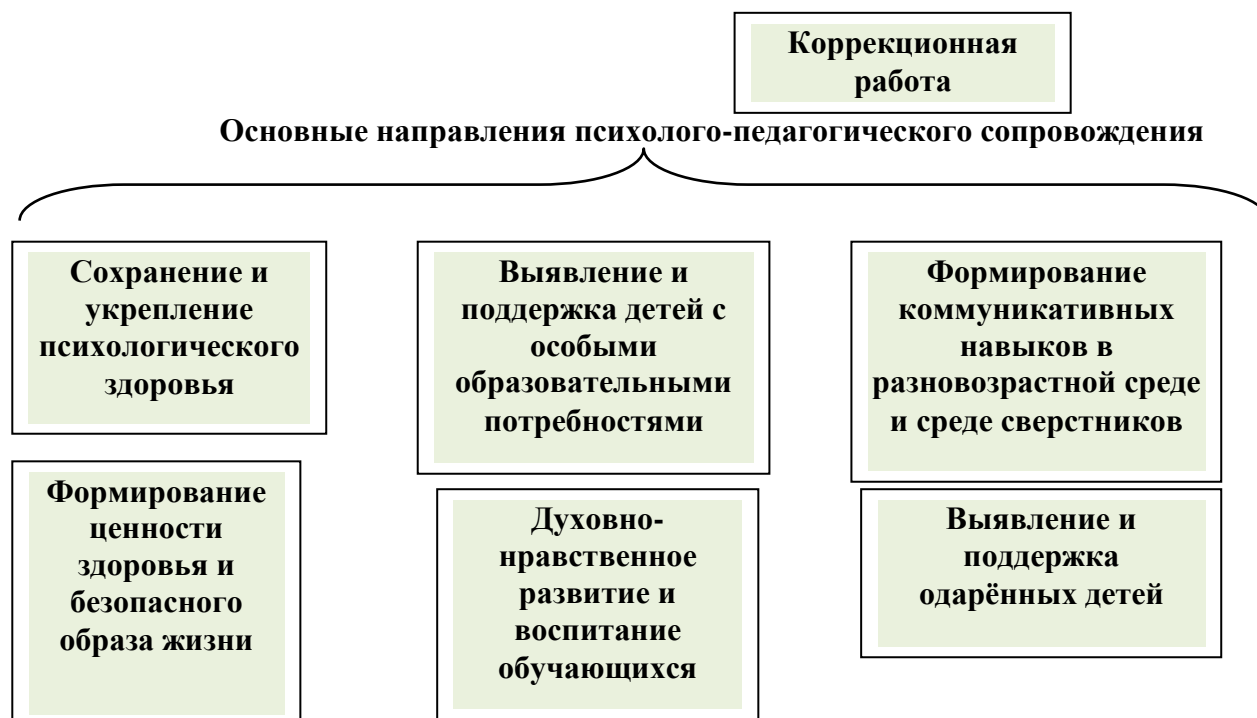 Коррекционная
работа
Основные направления психолого-педагогического сопровождения
Сохранение и
укрепление
психологического
здоровья
Выявление и
поддержка детей с
особыми
образовательными
потребностями
Формирование
коммуникативных
навыков в
разновозрастной среде
и среде сверстников
Формирование
ценности
здоровья и
безопасного
образа жизни
Духовно-
нравственное
развитие и
воспитание
обучающихся
Выявление и
поддержка
одарённых детей